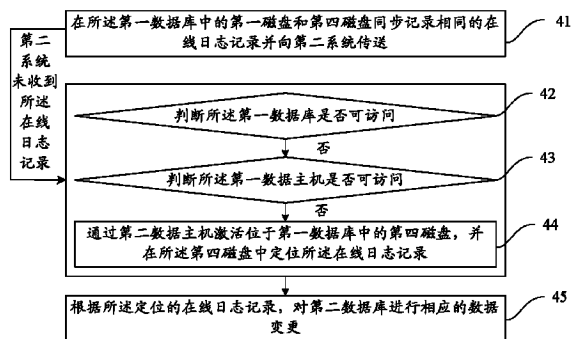 在所述第一数据库中的第一磁盘和第四磁盘同步记录相同的在
线日志记录并向第二系统传送
41
第二
系统
未收到
所述
在线
日志
记录
判断所述第一数据库是否可访问
42
否
判断所述第一数据主机是否可访问
43
否
通过第二数据主机激活位于第一数据库中的第四磁盘，并
在所述第四磁盘中定位所述在线日志记录
44
根据所述定位的在线日志记录，对第二数据库进行相应的数据
变更
45